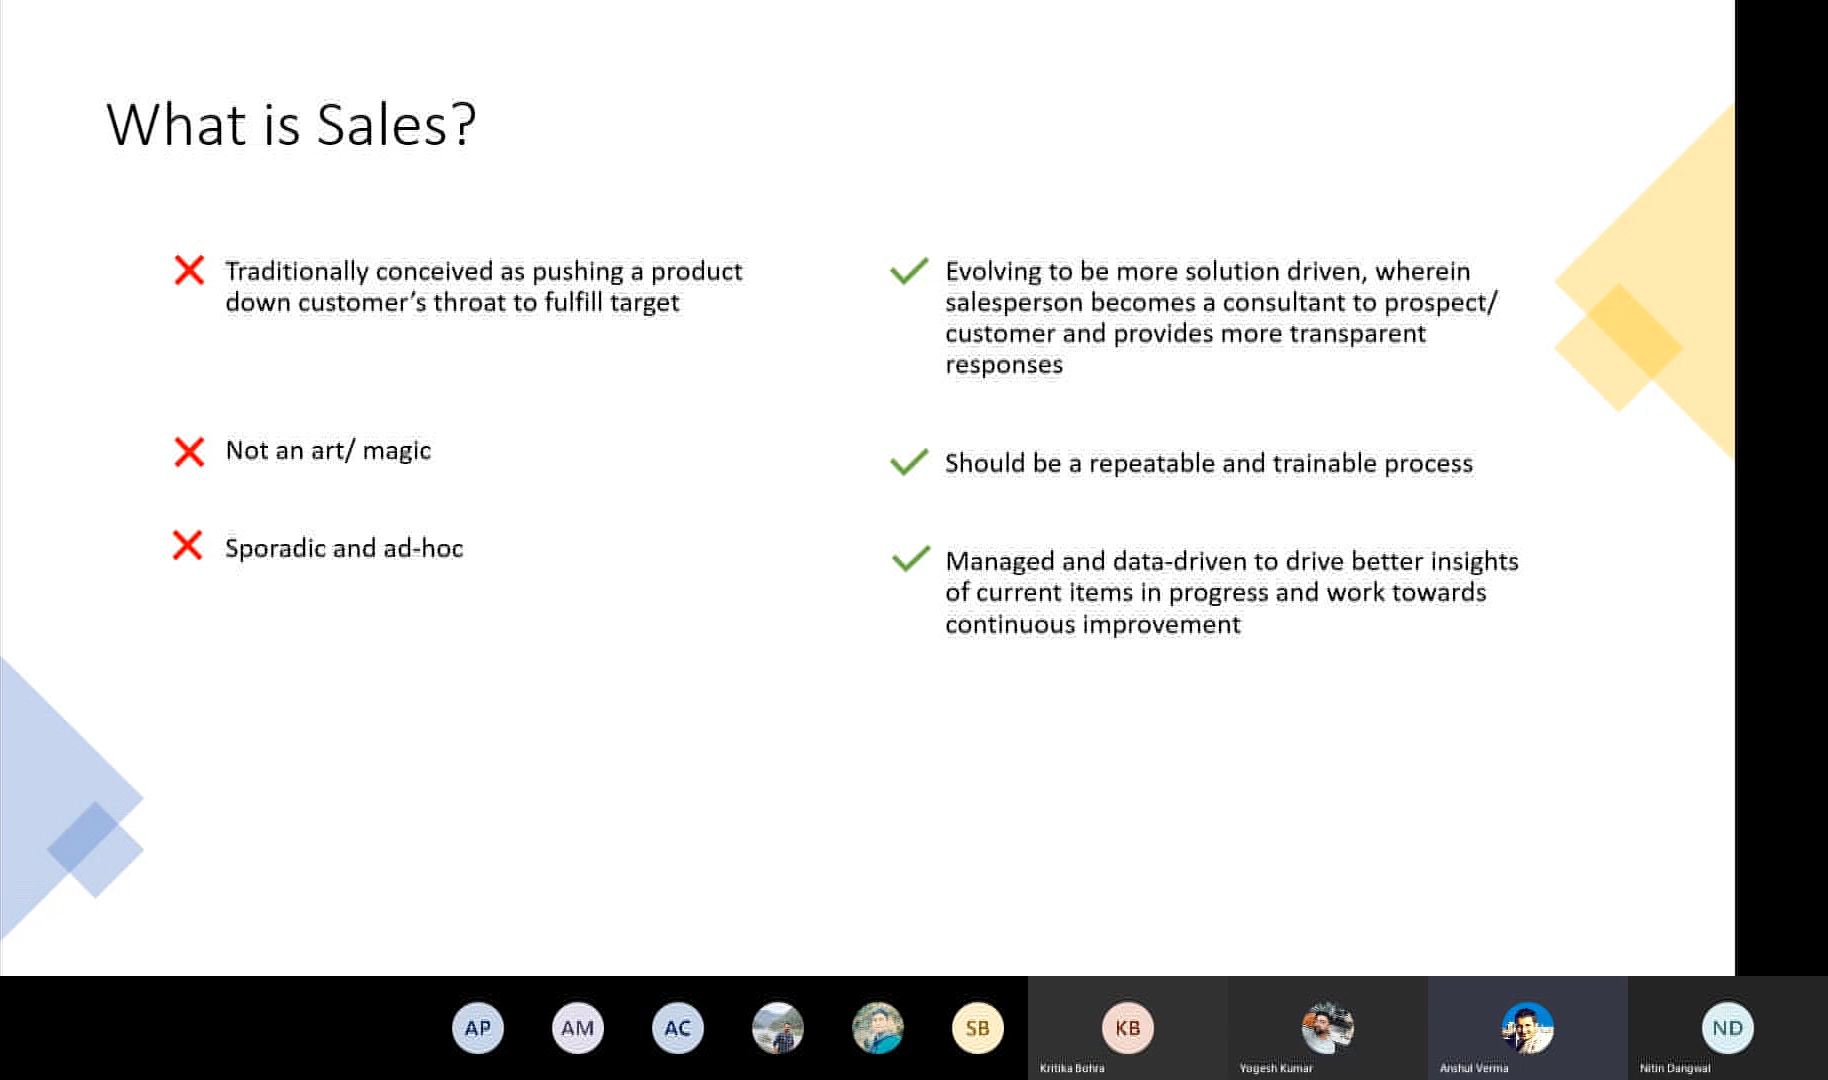 What is Sales?
Traditionally conceived as pushing a product
down customer’s throat to fulfill target
Not an art/ magic
Sporadic and ad-hoc
Evolving to be more solution driven, wherein
salesperson becomes a consultant to prospect/
customer and provides more transparent
responses
Should be a repeatable and trainable process
Managed and data-driven to drive better insights
of current items in progress and work towards
continuous improvement
AP
AM
AC
SB
KB
ND
Kritika Bohra
Yogesh Kumar
Anshul Verma
Nitin Dangwal